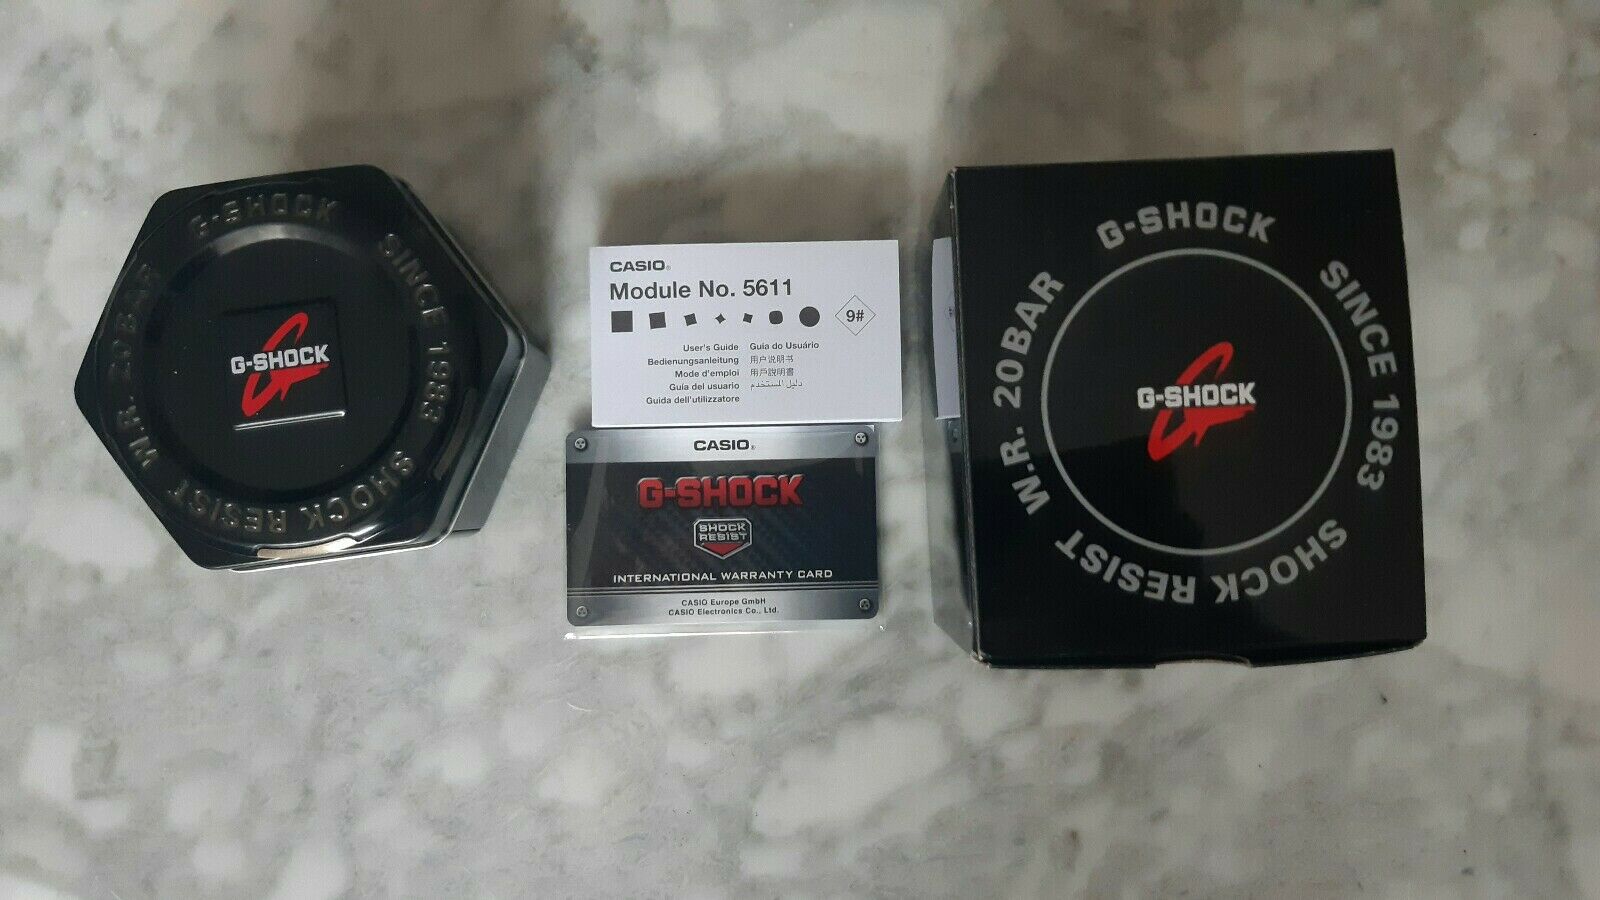 G-SHOCK
SINCE 1983
SHOCK RESIST
W.R. 20BAR
G-SHOCK
CASIO®
Module No. 5611
9#
User's Guide Guia do Usuário
Bedienungsanleitung 用户说明书
Mode d'emploi 用戶說明書
Guía del usuario دليل المستخدم
Guida dell'utilizzatore
CASIO®
G-SHOCK
SHOCK
RESIST
INTERNATIONAL WARRANTY CARD
CASIO Europe GmbH
CASIO Electronics Co., Ltd.
G-SHOCK
SINCE 1983
SHOCK RESIST
W.R. 20BAR
G-SHOCK